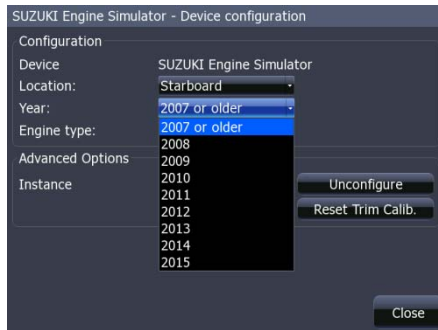 SUZUKI Engine Simulator - Device configuration
Configuration
Device SUZUKI Engine Simulator
Location: Starboard
Year: 2007 or older
Engine type: 2007 or older
2008
Advanced Options 2009
Instance 2010 Unconfigure
2011
2012 Reset Trim Calib.
2013
2014
2015
Close